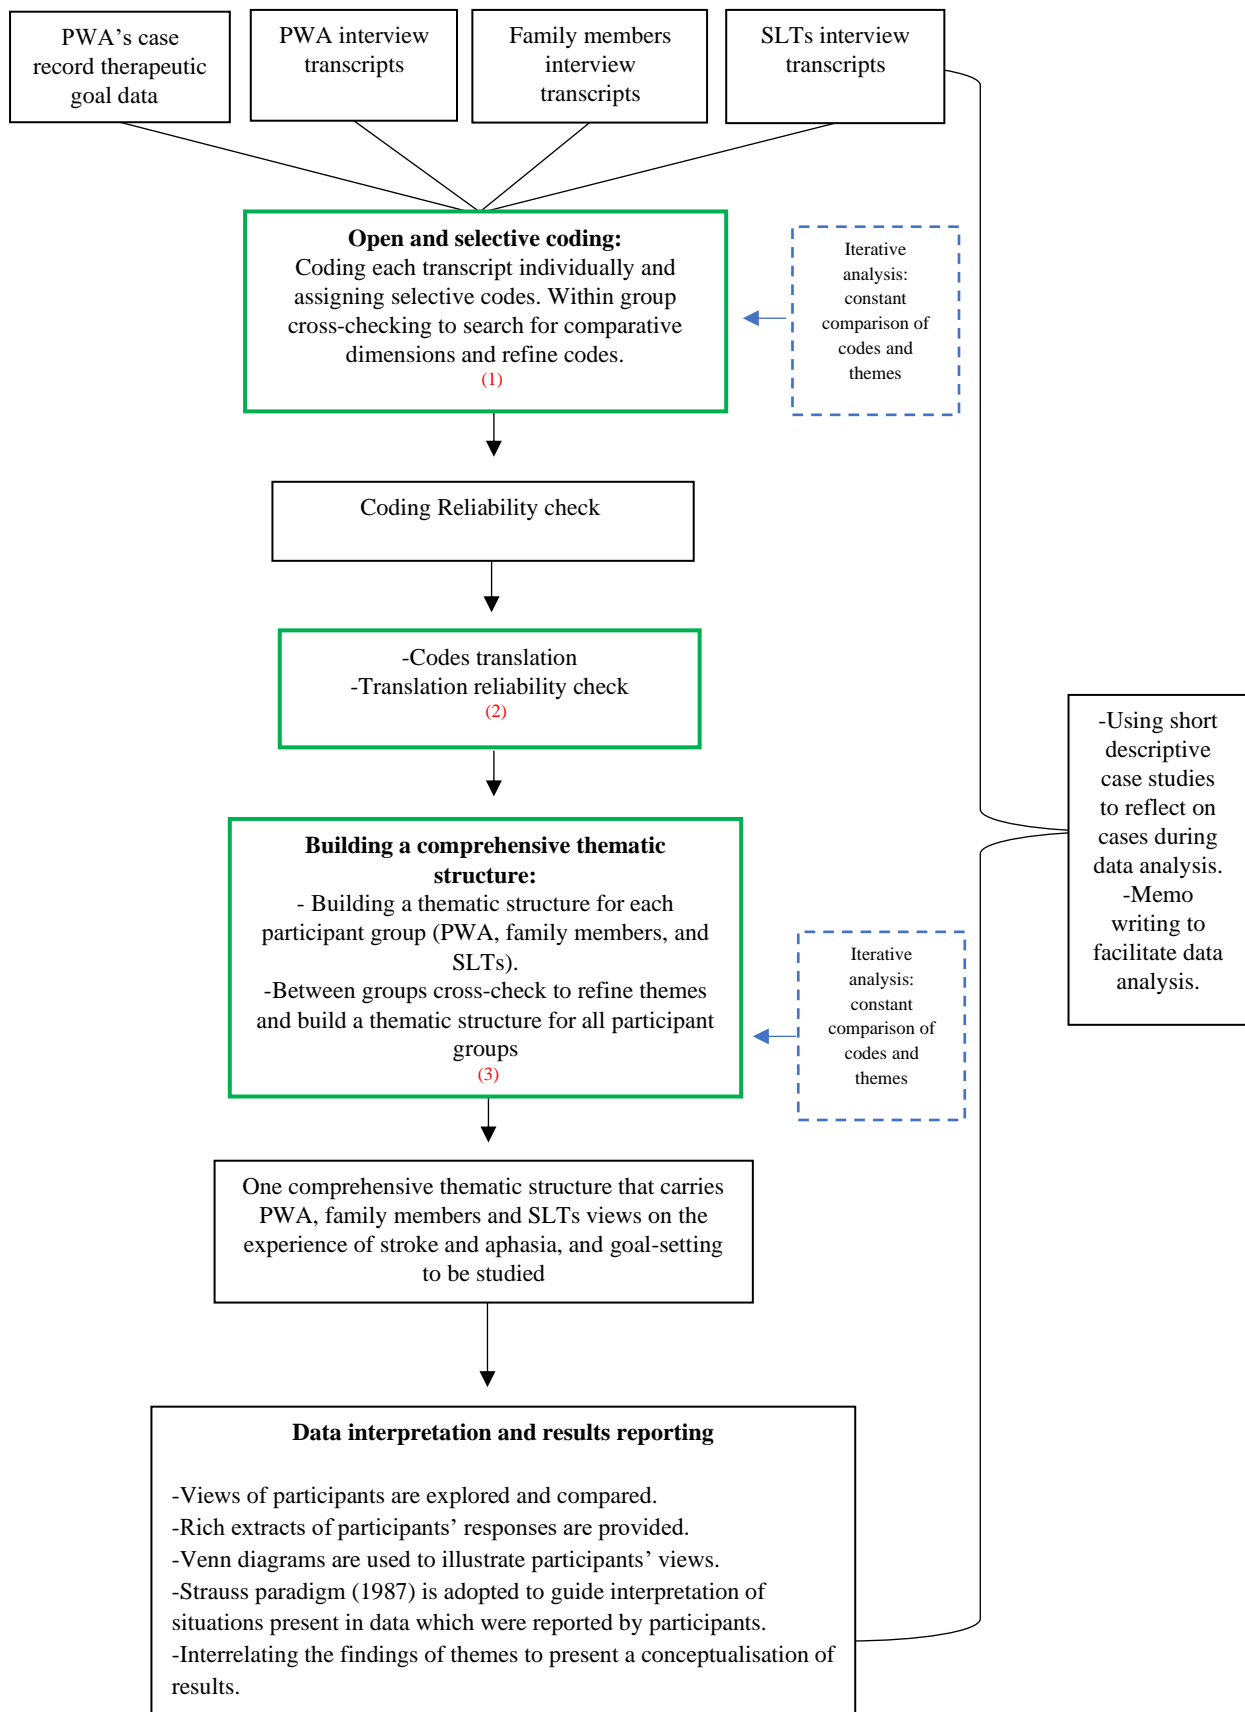 PWA's case
record therapeutic
goal data
PWA interview
transcripts
Family members
interview
transcripts
SLTs interview
transcripts
Open and selective coding:
Coding each transcript individually and
assigning selective codes. Within group
cross-checking to search for comparative
dimensions and refine codes.
(1)
Iterative
analysis:
constant
comparison of
codes and
themes
Coding Reliability check
-Codes translation
-Translation reliability check
(2)
-Using short
descriptive
case studies
to reflect on
cases during
data analysis.
-Memo
writing to
facilitate data
analysis.
Building a comprehensive thematic
structure:
- Building a thematic structure for each
participant group (PWA, family members, and
SLTs).
-Between groups cross-check to refine themes
and build a thematic structure for all participant
groups
(3)
Iterative
analysis:
constant
comparison of
codes and
themes
One comprehensive thematic structure that carries
PWA, family members and SLTs views on the
experience of stroke and aphasia, and goal-setting
to be studied
Data interpretation and results reporting
-Views of participants are explored and compared.
-Rich extracts of participants’ responses are provided.
-Venn diagrams are used to illustrate participants’ views.
-Strauss paradigm (1987) is adopted to guide interpretation of
situations present in data which were reported by participants.
-Interrelating the findings of themes to present a conceptualisation of
results.